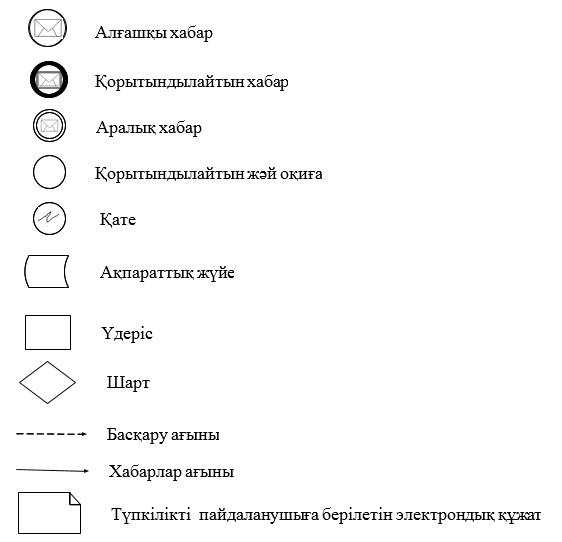 Алғашқы хабар
Қорытындылайтын хабар
Аралық хабар
Қорытындылайтын жәй оқиға
Қате
Ақпараттық жүйе
Үдеріс
Шарт
Басқару ағыны
Хабарлар ағыны
Түпкілікті пайдаланушыға берілетін электрондық құжат